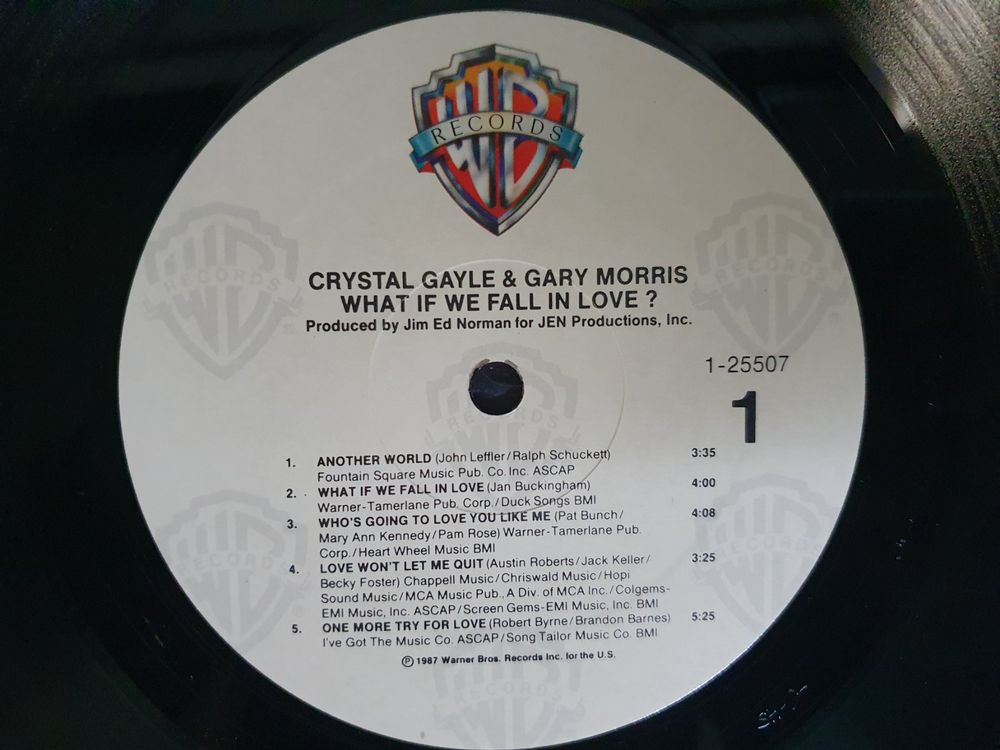 RECORDS
CRYSTAL GAYLE & GARY MORRIS
WHAT IF WE FALL IN LOVE ?
Produced by Jim Ed Norman for JEN Productions, Inc.
1-25507
1
1. ANOTHER WORLD (John Leffler/Ralph Schuckett) 3:35
Fountain Square Music Pub. Co. Inc. ASCAP
2. WHAT IF WE FALL IN LOVE (Jan Buckingham) 4:00
Warner-Tamerlane Pub. Corp./Duck Songs BMI
3. WHO'S GOING TO LOVE YOU LIKE ME (Pat Bunch/ 4:08
Mary Ann Kennedy/Pam Rose) Warner-Tamerlane Pub.
Corp./Heart Wheel Music BMI
4. LOVE WON'T LET ME QUIT (Austin Roberts/Jack Keller/ 3:25
Becky Foster) Chappell Music/Chriswald Music/Hopi
Sound Music/MCA Music Pub., A Div. of MCA Inc./Colgems-
EMI Music, Inc. ASCAP/Screen Gems-EMI Music, Inc. BMI
5. ONE MORE TRY FOR LOVE (Robert Byrne/Brandon Barnes) 5:25
I've Got The Music Co. ASCAP/Song Tailor Music Co. BMI
Ⓟ 1987 Warner Bros. Records Inc. for the U.S.